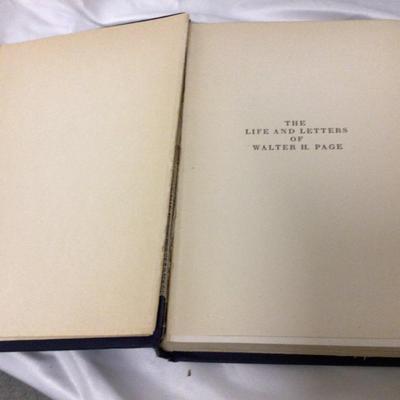 THE
LIFE AND LETTERS
OF
WALTER H. PAGE